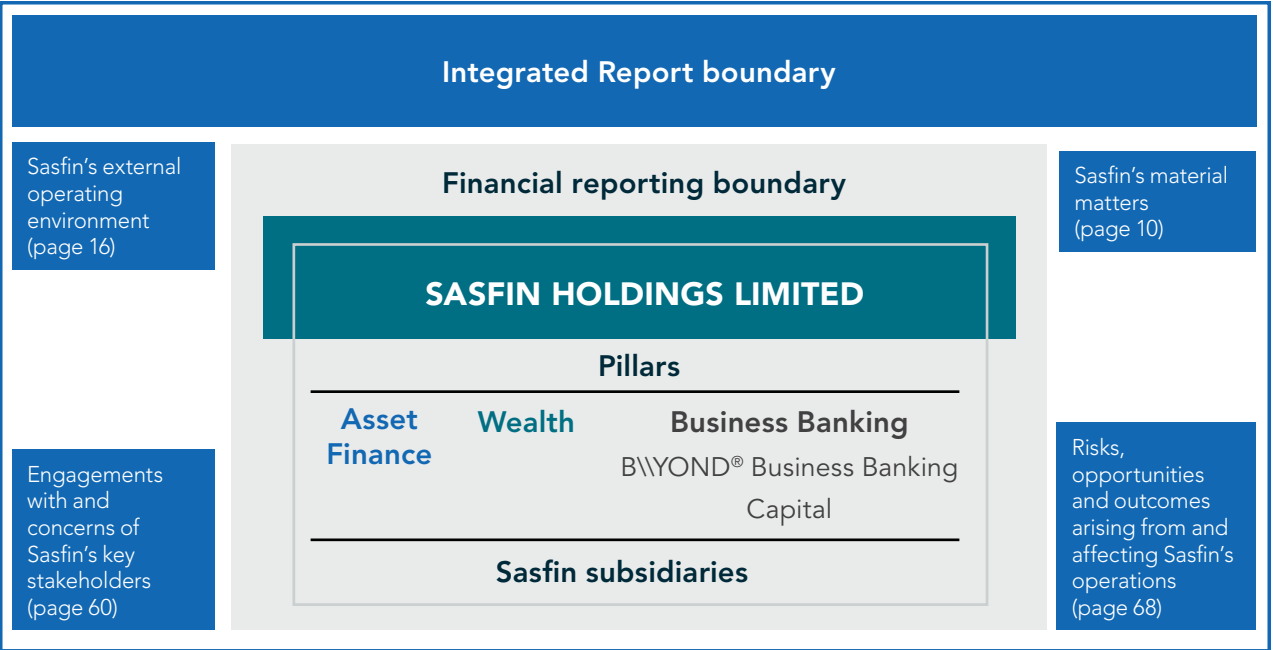 Integrated Report boundary
Sasfin's external
operating
environment
(page 16)
Financial reporting boundary
Sasfin's material
matters
(page 10)
SASFIN HOLDINGS LIMITED
Pillars
Asset
Finance
Wealth
Business Banking
B\\YOND® Business Banking
Capital
Engagements
with and
concerns of
Sasfin's key
stakeholders
(page 60)
Risks,
opportunities
and outcomes
arising from and
affecting Sasfin's
operations
(page 68)
Sasfin subsidiaries